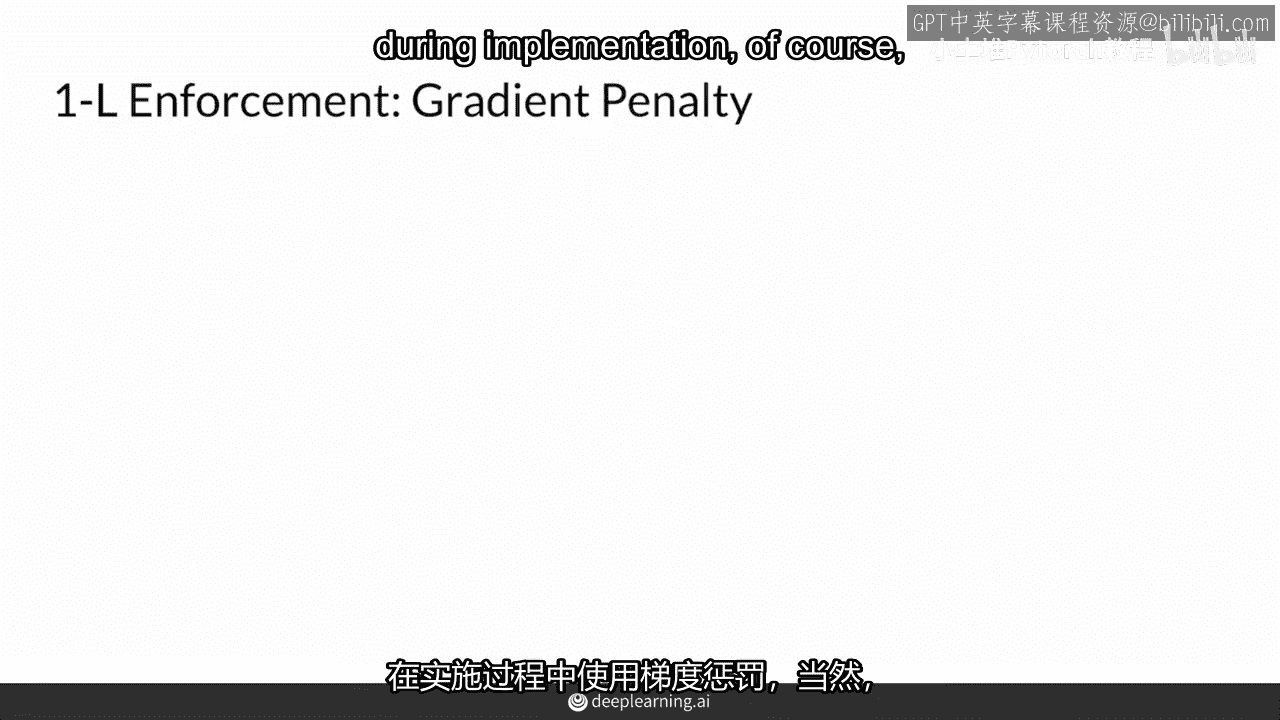 GPT中英字幕课程资源@bilibili.com
during implementation, of course,
1-L Enforcement: Gradient Penalty
在实施过程中使用梯度惩罚，当然，
deeplearning.ai